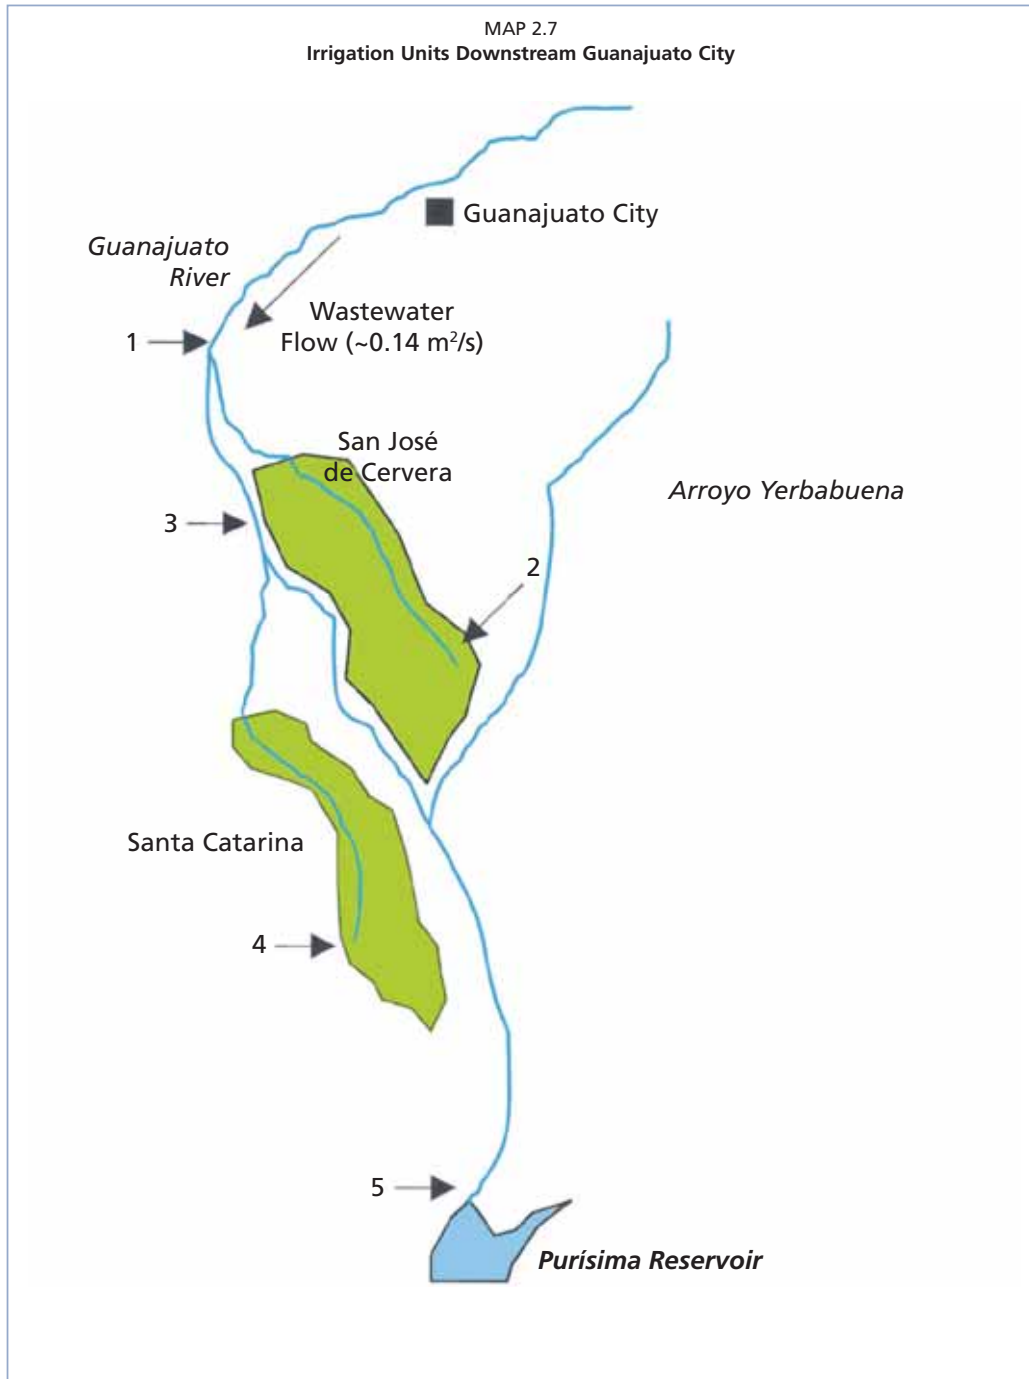 MAP 2.7
Irrigation Units Downstream Guanajuato City
Guanajuato City
Guanajuato
River
Wastewater
Flow (~0.14 m²/s)
1
San José
de Cervera
Arroyo Yerbabuena
3
2
Santa Catarina
4
5
Purísima Reservoir